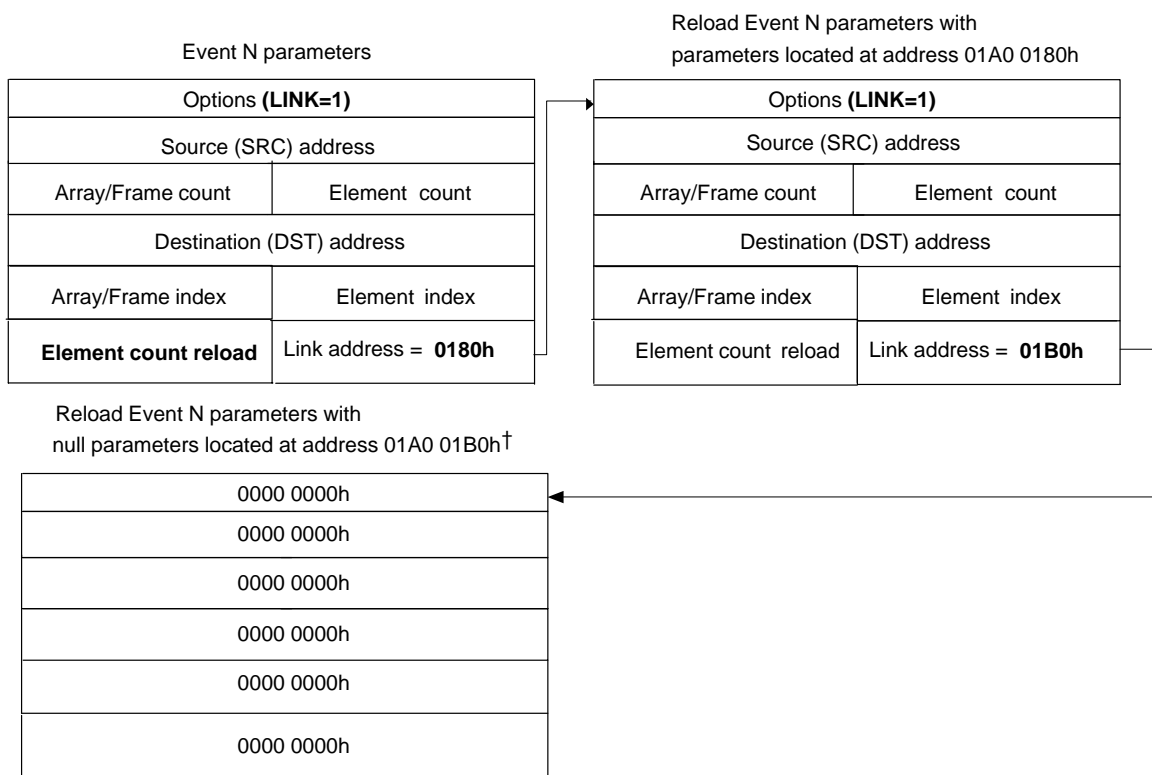 Event N parameters
Options (LINK=1)
Source (SRC) address
Array/Frame count Element count
Destination (DST) address
Array/Frame index Element index
Element count reload Link address = 0180h
Reload Event N parameters with
parameters located at address 01A0 0180h
Options (LINK=1)
Source (SRC) address
Array/Frame count Element count
Destination (DST) address
Array/Frame index Element index
Element count reload Link address = 01B0h
Reload Event N parameters with
null parameters located at address 01A0 01B0h†
0000 0000h
0000 0000h
0000 0000h
0000 0000h
0000 0000h
0000 0000h